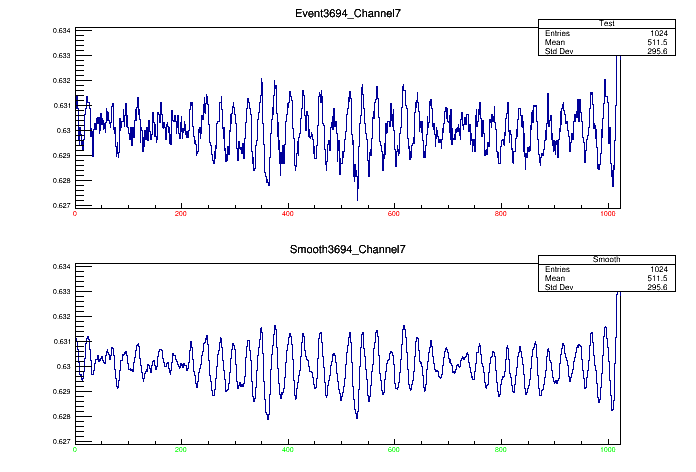 Event3694_Channel7
Test
Entries 1024
Mean 511.5
Std Dev 295.6
0.634
0.633
0.632
0.631
0.63
0.629
0.628
0.627
0 200 400 600 800 1000
Smooth3694_Channel7
Smooth
Entries 1024
Mean 511.5
Std Dev 295.6
0.634
0.633
0.632
0.631
0.63
0.629
0.628
0.627
0 200 400 600 800 1000